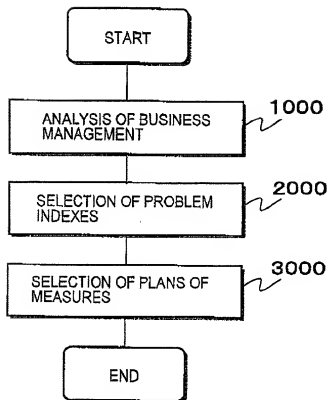 START
ANALYSIS OF BUSINESS
MANAGEMENT
1000
SELECTION OF PROBLEM
INDEXES
2000
SELECTION OF PLANS OF
MEASURES
3000
END